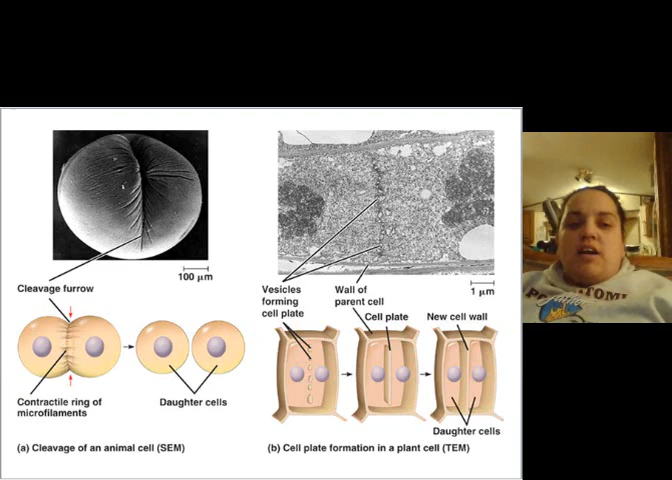 100 μm
Cleavage furrow
Contractile ring of
microfilaments
Daughter cells
(a) Cleavage of an animal cell (SEM)
Vesicles
forming
cell plate
Wall of
parent cell
1 μm
Cell plate
New cell wall
Daughter cells
(b) Cell plate formation in a plant cell (TEM)